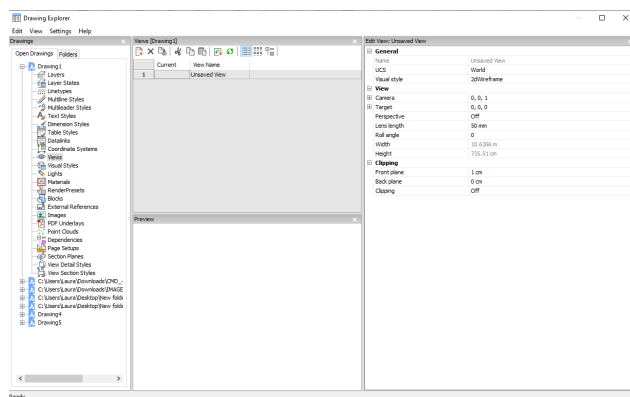 Drawing Explorer
Edit View Settings Help
Drawings
Open Drawings Folders
Drawing1
Layers
Layer States
Linetypes
Multiline Styles
Multileader Styles
Text Styles
Dimension Styles
Table Styles
Datalinks
Coordinate Systems
Views
Visual Styles
Lights
Materials
RenderPresets
Blocks
External References
Images
PDF Underlays
Point Clouds
Dependencies
Page Setups
Section Planes
View Detail Styles
View Section Styles
C:\Users\Laura\Downloads\CMD_-
C:\Users\Laura\Downloads\IMAGE
C:\Users\Laura\Desktop\New folde
C:\Users\Laura\Desktop\New folde
Drawing4
Drawing5
Views [Drawing1]
Current View Name
1 Unsaved View
Preview
Edit View: Unsaved View
General
Name Unsaved View
UCS World
Visual style 2dWireframe
View
Camera 0, 0, 1
Target 0, 0, 0
Perspective Off
Lens length 50 mm
Roll angle 0
Width 10.6266 m
Height 735.51 cm
Clipping
Front plane 1 cm
Back plane 0 cm
Clipping Off
Ready